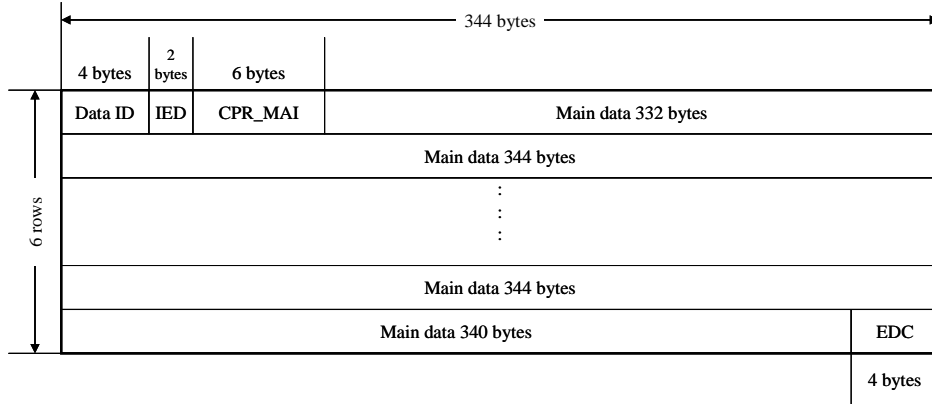 344 bytes
2
4 bytes bytes 6 bytes
Data ID IED CPR_MAI Main data 332 bytes
Main data 344 bytes
6 rows
Main data 344 bytes
Main data 340 bytes EDC
4 bytes